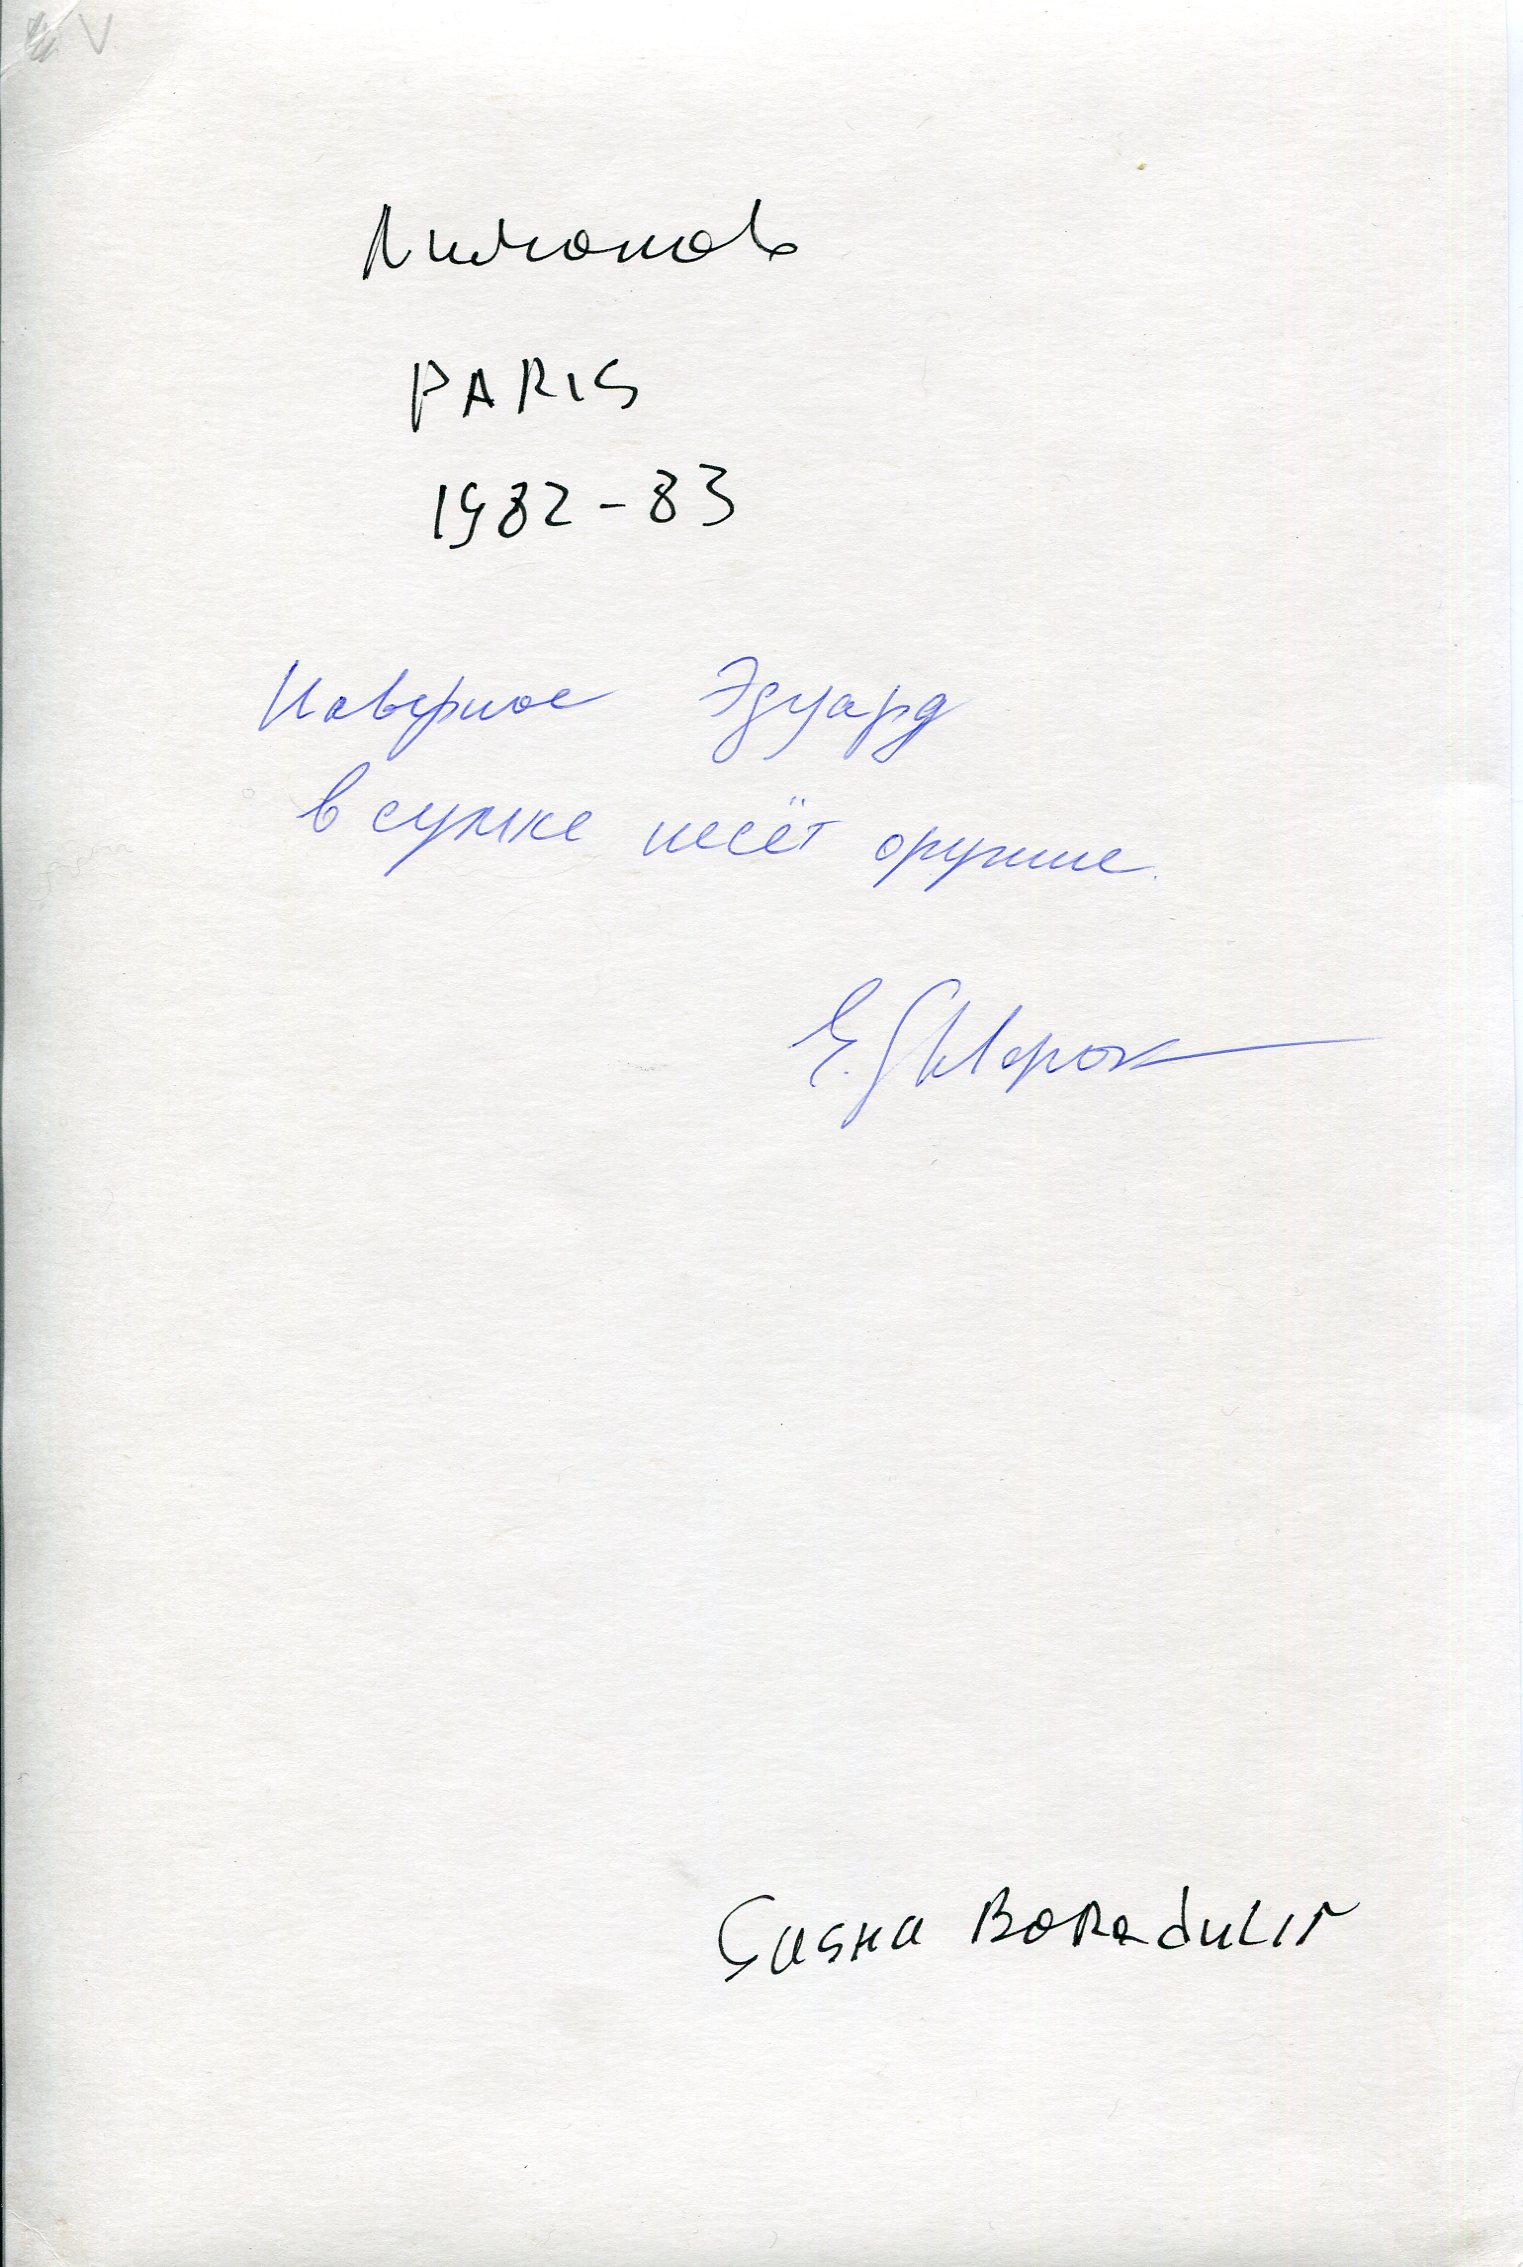 Лимонов
PARIS
1982-83
Наверное Эдуард
в сумке несёт оружие.
Sasha BoRadulin